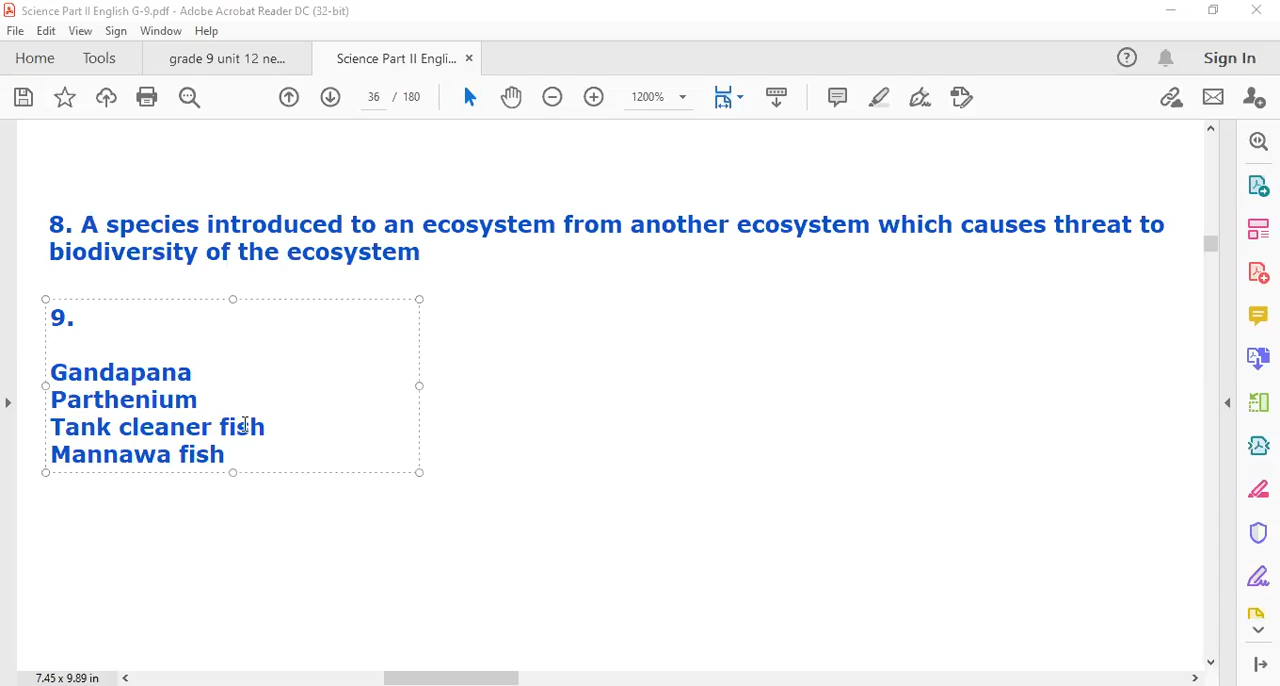 Science Part II English G-9.pdf - Adobe Acrobat Reader DC (32-bit)
File Edit View Sign Window Help
Home Tools grade 9 unit 12 ne... Science Part II Engli... × Sign In
36 / 180 1200%
8. A species introduced to an ecosystem from another ecosystem which causes threat to
biodiversity of the ecosystem
9.
Gandapana
Parthenium
Tank cleaner fish
Mannawa fish
7.45 x 9.89 in